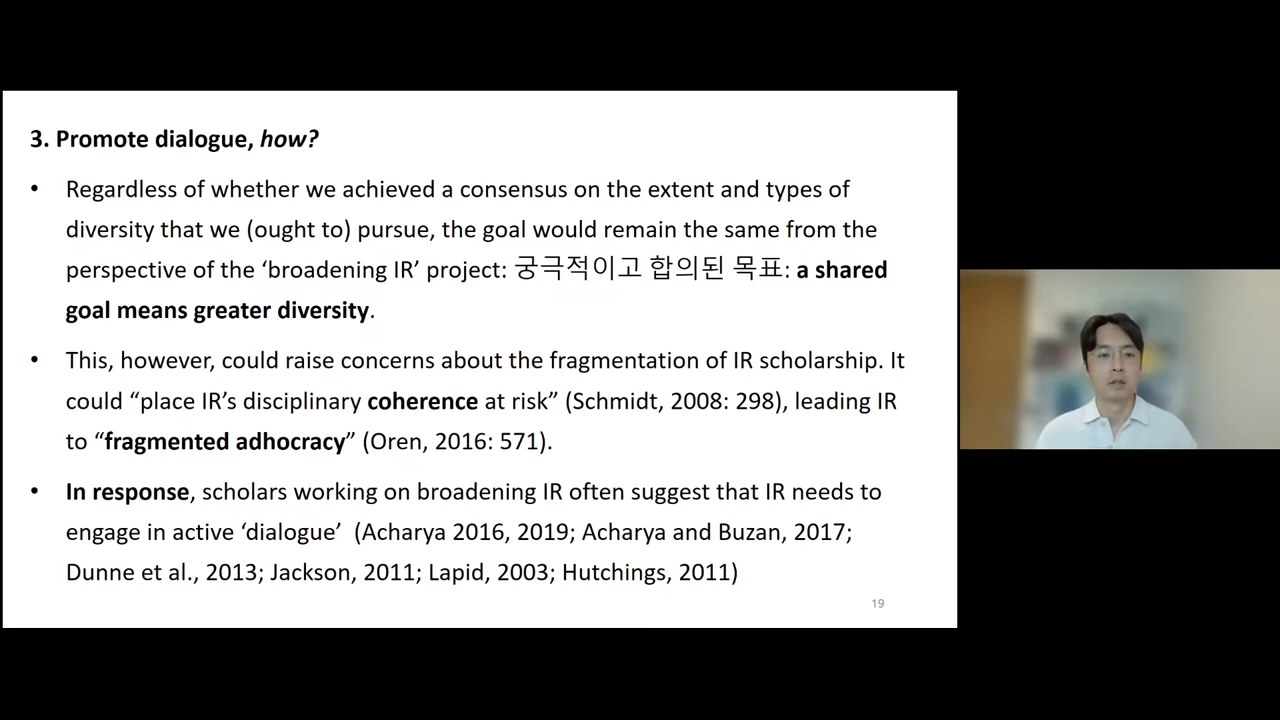 3. Promote dialogue, how?
• Regardless of whether we achieved a consensus on the extent and types of
diversity that we (ought to) pursue, the goal would remain the same from the
perspective of the ‘broadening IR’ project: 궁극적이고 합의된 목표: a shared
goal means greater diversity.
• This, however, could raise concerns about the fragmentation of IR scholarship. It
could “place IR’s disciplinary coherence at risk” (Schmidt, 2008: 298), leading IR
to “fragmented adhocracy” (Oren, 2016: 571).
• In response, scholars working on broadening IR often suggest that IR needs to
engage in active ‘dialogue’ (Acharya 2016, 2019; Acharya and Buzan, 2017;
Dunne et al., 2013; Jackson, 2011; Lapid, 2003; Hutchings, 2011)
19